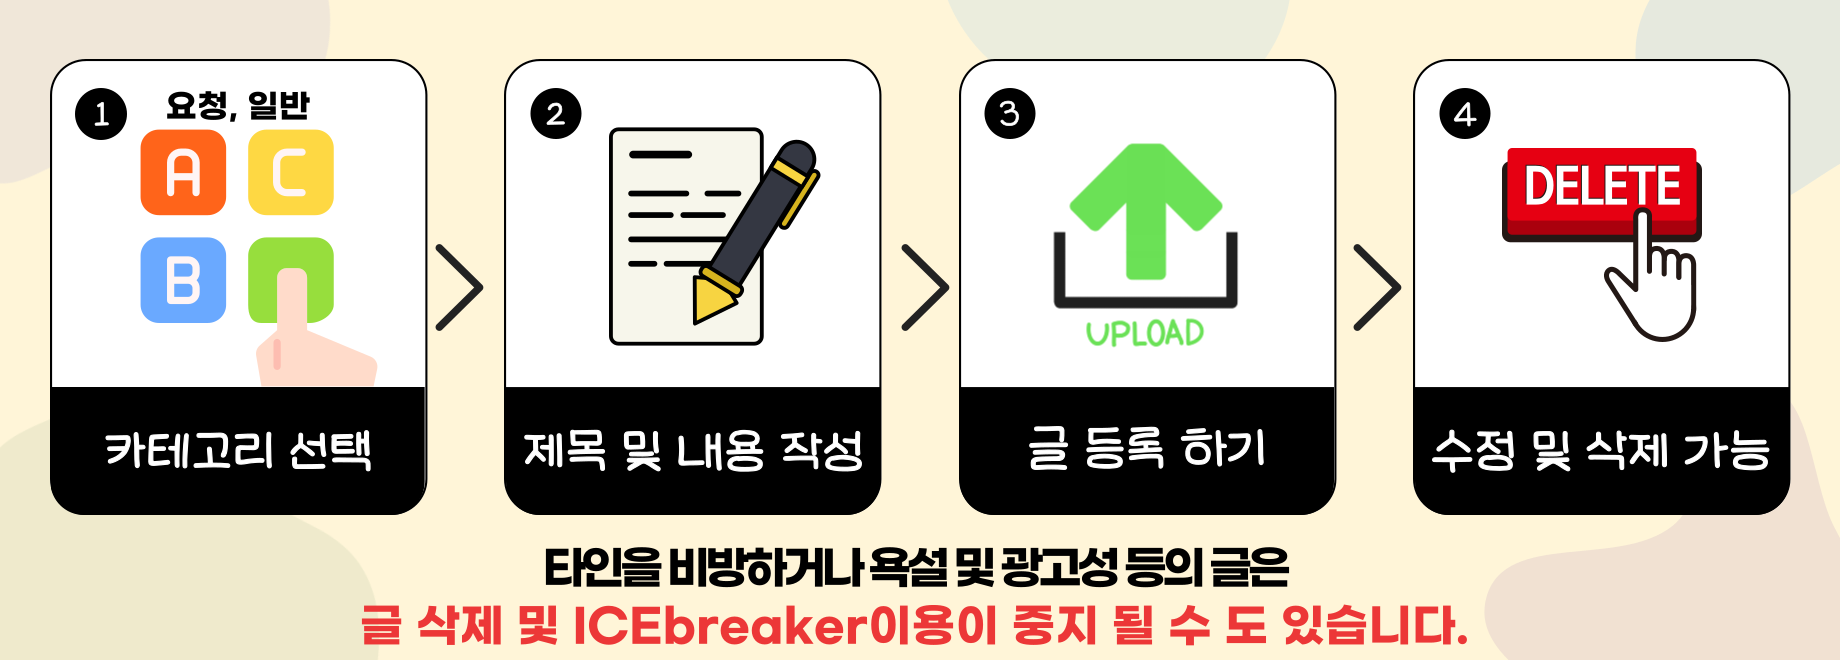 1
요청, 일반
A C
B
카테고리 선택
2
제목 및 내용 작성
3
UPLOAD
글 등록 하기
4
DELETE
수정 및 삭제 가능
타인을 비방하거나 욕설 및 광고성 등의 글은
글 삭제 및 ICEbreaker이용이 중지 될 수 도 있습니다.